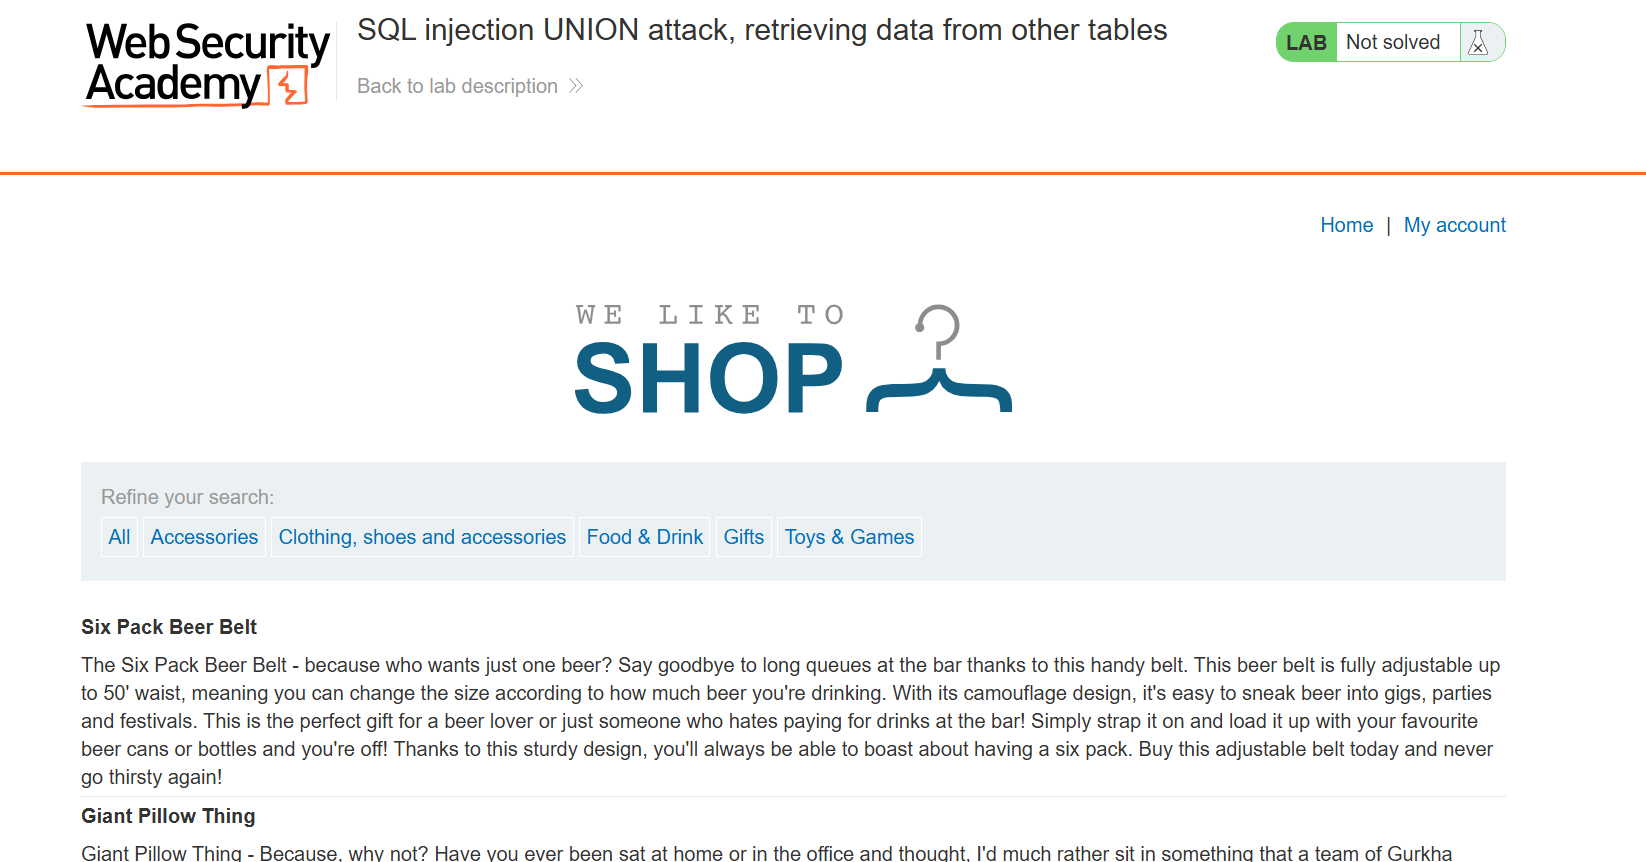 Web Security
Academy
SQL injection UNION attack, retrieving data from other tables
Back to lab description
LAB Not solved
Home | My account
WE LIKE TO
SHOP
Refine your search:
All Accessories Clothing, shoes and accessories Food & Drink Gifts Toys & Games
Six Pack Beer Belt
The Six Pack Beer Belt - because who wants just one beer? Say goodbye to long queues at the bar thanks to this handy belt. This beer belt is fully adjustable up
to 50' waist, meaning you can change the size according to how much beer you're drinking. With its camouflage design, it's easy to sneak beer into gigs, parties
and festivals. This is the perfect gift for a beer lover or just someone who hates paying for drinks at the bar! Simply strap it on and load it up with your favourite
beer cans or bottles and you're off! Thanks to this sturdy design, you'll always be able to boast about having a six pack. Buy this adjustable belt today and never
go thirsty again!
Giant Pillow Thing
Giant Pillow Thing - Because, why not? Have you ever been sat at home or in the office and thought, I'd much rather sit in something that a team of Gurkha